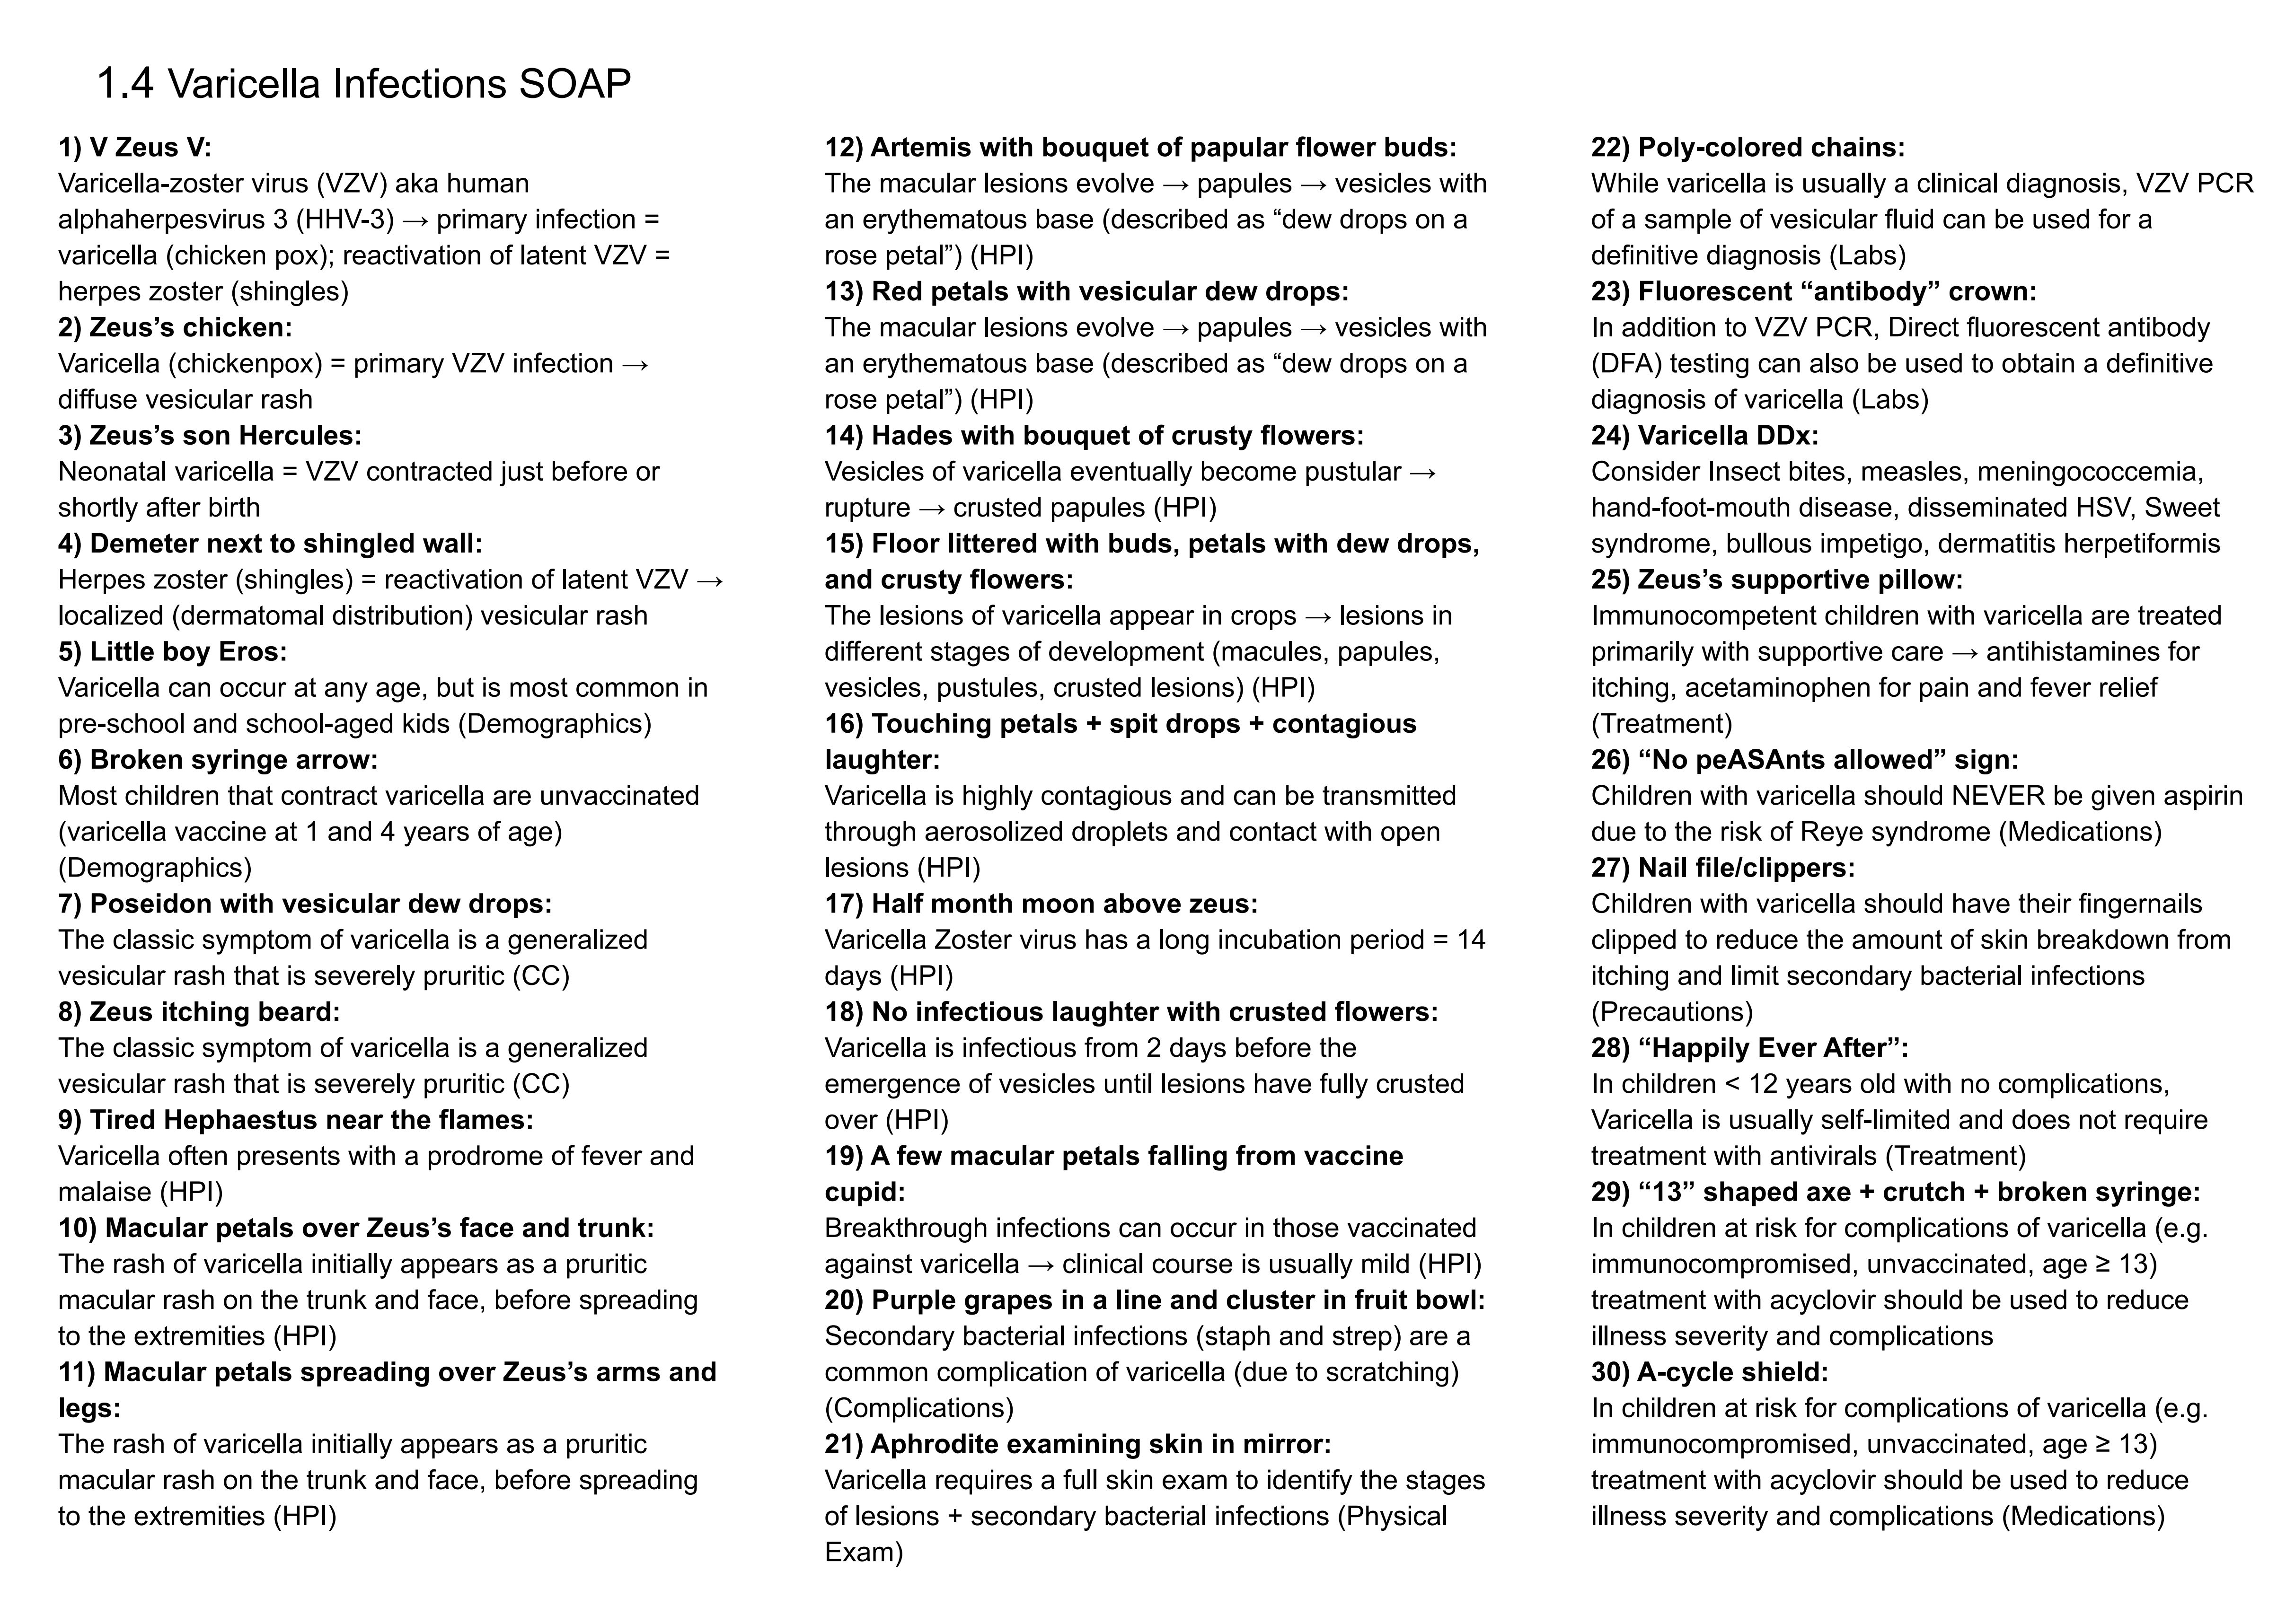 1.4 Varicella Infections SOAP
1) V Zeus V:
Varicella-zoster virus (VZV) aka human
alphaherpesvirus 3 (HHV-3) → primary infection =
varicella (chicken pox); reactivation of latent VZV =
herpes zoster (shingles)
2) Zeus’s chicken:
Varicella (chickenpox) = primary VZV infection →
diffuse vesicular rash
3) Zeus’s son Hercules:
Neonatal varicella = VZV contracted just before or
shortly after birth
4) Demeter next to shingled wall:
Herpes zoster (shingles) = reactivation of latent VZV →
localized (dermatomal distribution) vesicular rash
5) Little boy Eros:
Varicella can occur at any age, but is most common in
pre-school and school-aged kids (Demographics)
6) Broken syringe arrow:
Most children that contract varicella are unvaccinated
(varicella vaccine at 1 and 4 years of age)
(Demographics)
7) Poseidon with vesicular dew drops:
The classic symptom of varicella is a generalized
vesicular rash that is severely pruritic (CC)
8) Zeus itching beard:
The classic symptom of varicella is a generalized
vesicular rash that is severely pruritic (CC)
9) Tired Hephaestus near the flames:
Varicella often presents with a prodrome of fever and
malaise (HPI)
10) Macular petals over Zeus’s face and trunk:
The rash of varicella initially appears as a pruritic
macular rash on the trunk and face, before spreading
to the extremities (HPI)
11) Macular petals spreading over Zeus’s arms and
legs:
The rash of varicella initially appears as a pruritic
macular rash on the trunk and face, before spreading
to the extremities (HPI)
12) Artemis with bouquet of papular flower buds:
The macular lesions evolve → papules → vesicles with
an erythematous base (described as “dew drops on a
rose petal”) (HPI)
13) Red petals with vesicular dew drops:
The macular lesions evolve → papules → vesicles with
an erythematous base (described as “dew drops on a
rose petal”) (HPI)
14) Hades with bouquet of crusty flowers:
Vesicles of varicella eventually become pustular →
rupture → crusted papules (HPI)
15) Floor littered with buds, petals with dew drops,
and crusty flowers:
The lesions of varicella appear in crops → lesions in
different stages of development (macules, papules,
vesicles, pustules, crusted lesions) (HPI)
16) Touching petals + spit drops + contagious
laughter:
Varicella is highly contagious and can be transmitted
through aerosolized droplets and contact with open
lesions (HPI)
17) Half month moon above zeus:
Varicella Zoster virus has a long incubation period = 14
days (HPI)
18) No infectious laughter with crusted flowers:
Varicella is infectious from 2 days before the
emergence of vesicles until lesions have fully crusted
over (HPI)
19) A few macular petals falling from vaccine
cupid:
Breakthrough infections can occur in those vaccinated
against varicella → clinical course is usually mild (HPI)
20) Purple grapes in a line and cluster in fruit bowl:
Secondary bacterial infections (staph and strep) are a
common complication of varicella (due to scratching)
(Complications)
21) Aphrodite examining skin in mirror:
Varicella requires a full skin exam to identify the stages
of lesions + secondary bacterial infections (Physical
Exam)
22) Poly-colored chains:
While varicella is usually a clinical diagnosis, VZV PCR
of a sample of vesicular fluid can be used for a
definitive diagnosis (Labs)
23) Fluorescent “antibody” crown:
In addition to VZV PCR, Direct fluorescent antibody
(DFA) testing can also be used to obtain a definitive
diagnosis of varicella (Labs)
24) Varicella DDx:
Consider Insect bites, measles, meningococcemia,
hand-foot-mouth disease, disseminated HSV, Sweet
syndrome, bullous impetigo, dermatitis herpetiformis
25) Zeus’s supportive pillow:
Immunocompetent children with varicella are treated
primarily with supportive care → antihistamines for
itching, acetaminophen for pain and fever relief
(Treatment)
26) “No peASAnts allowed” sign:
Children with varicella should NEVER be given aspirin
due to the risk of Reye syndrome (Medications)
27) Nail file/clippers:
Children with varicella should have their fingernails
clipped to reduce the amount of skin breakdown from
itching and limit secondary bacterial infections
(Precautions)
28) “Happily Ever After”:
In children < 12 years old with no complications,
Varicella is usually self-limited and does not require
treatment with antivirals (Treatment)
29) “13” shaped axe + crutch + broken syringe:
In children at risk for complications of varicella (e.g.
immunocompromised, unvaccinated, age ≥ 13)
treatment with acyclovir should be used to reduce
illness severity and complications
30) A-cycle shield:
In children at risk for complications of varicella (e.g.
immunocompromised, unvaccinated, age ≥ 13)
treatment with acyclovir should be used to reduce
illness severity and complications (Medications)